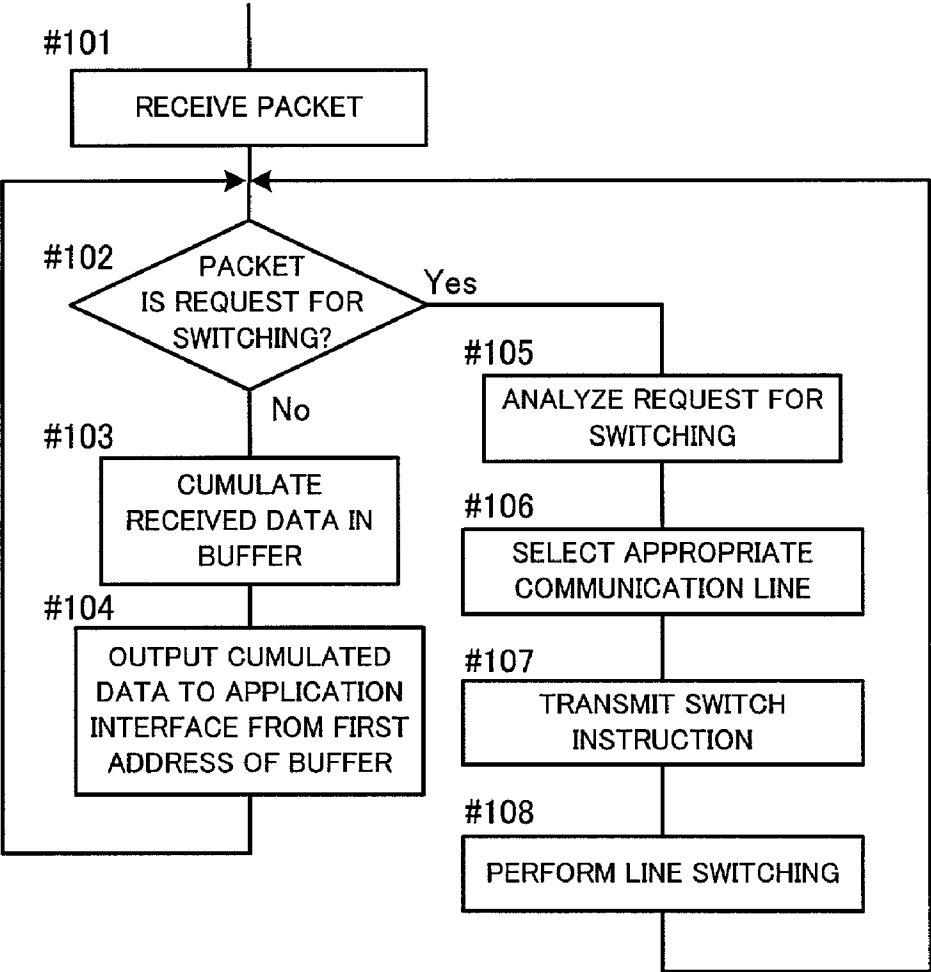 #101
RECEIVE PACKET
#102
PACKET
IS REQUEST FOR
SWITCHING?
Yes
No
#103
CUMULATE
RECEIVED DATA IN
BUFFER
#104
OUTPUT CUMULATED
DATA TO APPLICATION
INTERFACE FROM FIRST
ADDRESS OF BUFFER
#105
ANALYZE REQUEST FOR
SWITCHING
#106
SELECT APPROPRIATE
COMMUNICATION LINE
#107
TRANSMIT SWITCH
INSTRUCTION
#108
PERFORM LINE SWITCHING